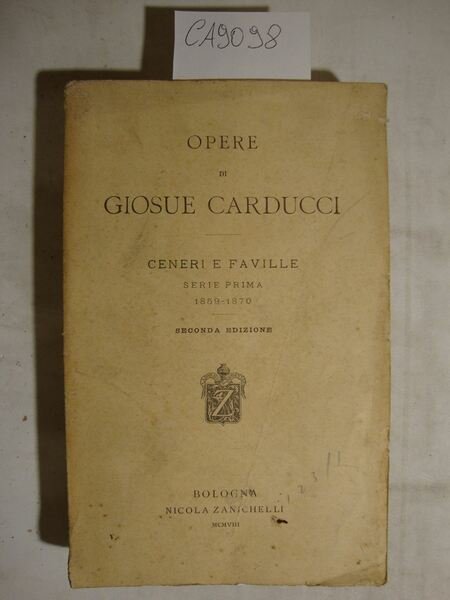 CA9098
OPERE
DI
GIOSUE CARDUCCI
CENERI E FAVILLE
SERIE PRIMA
1859-1870
SECONDA EDIZIONE
Z
BOLOGNA
NICOLA ZANICHELLI
MCMVIII